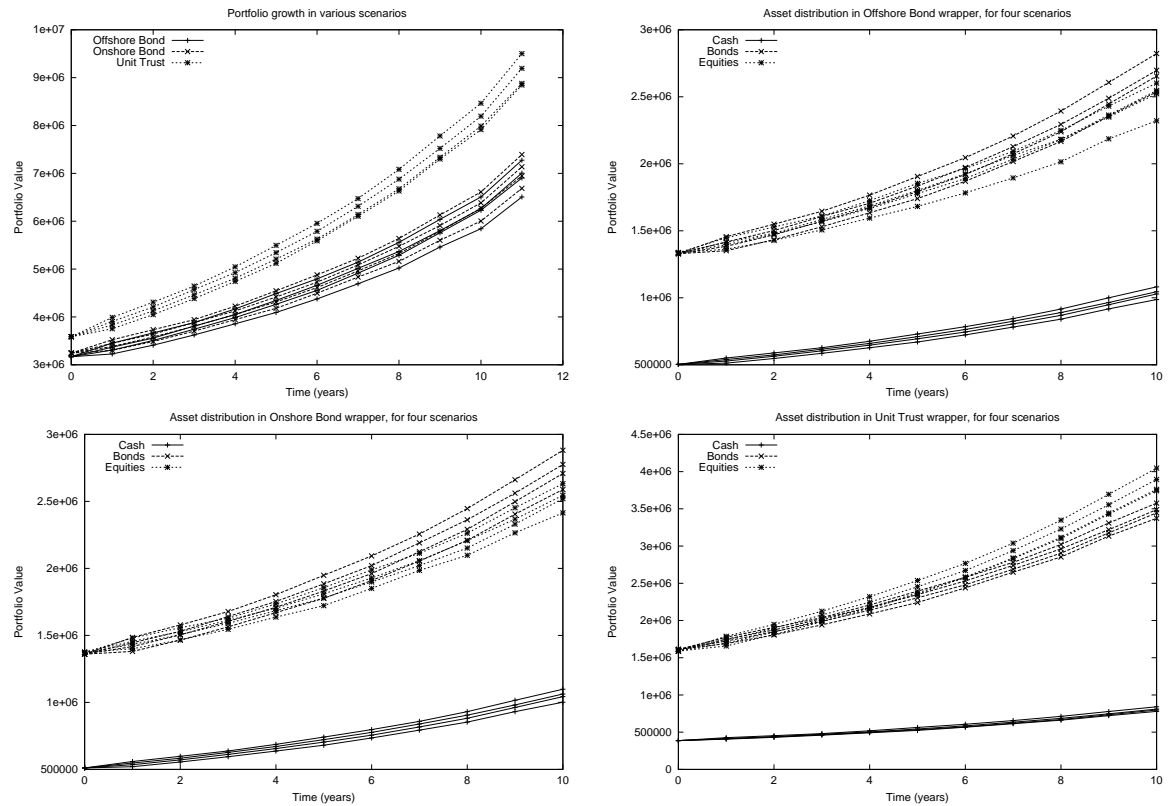 Portfolio growth in various scenarios
1e+07
9e+06
8e+06
7e+06
6e+06
5e+06
4e+06
3e+06
Portfolio Value
Offshore Bond
Onshore Bond
Unit Trust
0 2 4 6 8 10 12
Time (years)
Asset distribution in Offshore Bond wrapper, for four scenarios
3e+06
2.5e+06
2e+06
1.5e+06
1e+06
500000
Portfolio Value
Cash
Bonds
Equities
0 2 4 6 8 10
Time (years)
Asset distribution in Onshore Bond wrapper, for four scenarios
3e+06
2.5e+06
2e+06
1.5e+06
1e+06
500000
Portfolio Value
Cash
Bonds
Equities
0 2 4 6 8 10
Time (years)
Asset distribution in Unit Trust wrapper, for four scenarios
4.5e+06
4e+06
3.5e+06
3e+06
2.5e+06
2e+06
1.5e+06
1e+06
500000
0
Portfolio Value
Cash
Bonds
Equities
0 2 4 6 8 10
Time (years)